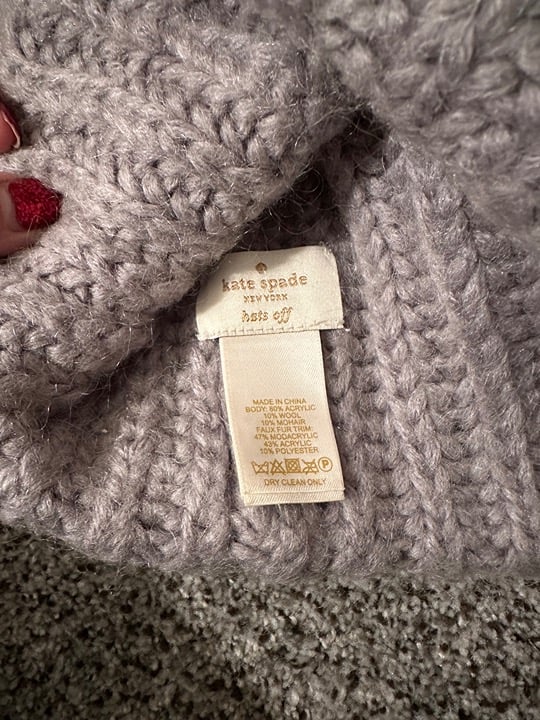 kate spade
NEW YORK
hats off
MADE IN CHINA
BODY: 80% ACRYLIC
10% WOOL
10% MOHAIR
FAUX FUR TRIM:
47% MODACRYLIC
43% ACRYLIC
10% POLYESTER
P
DRY CLEAN ONLY